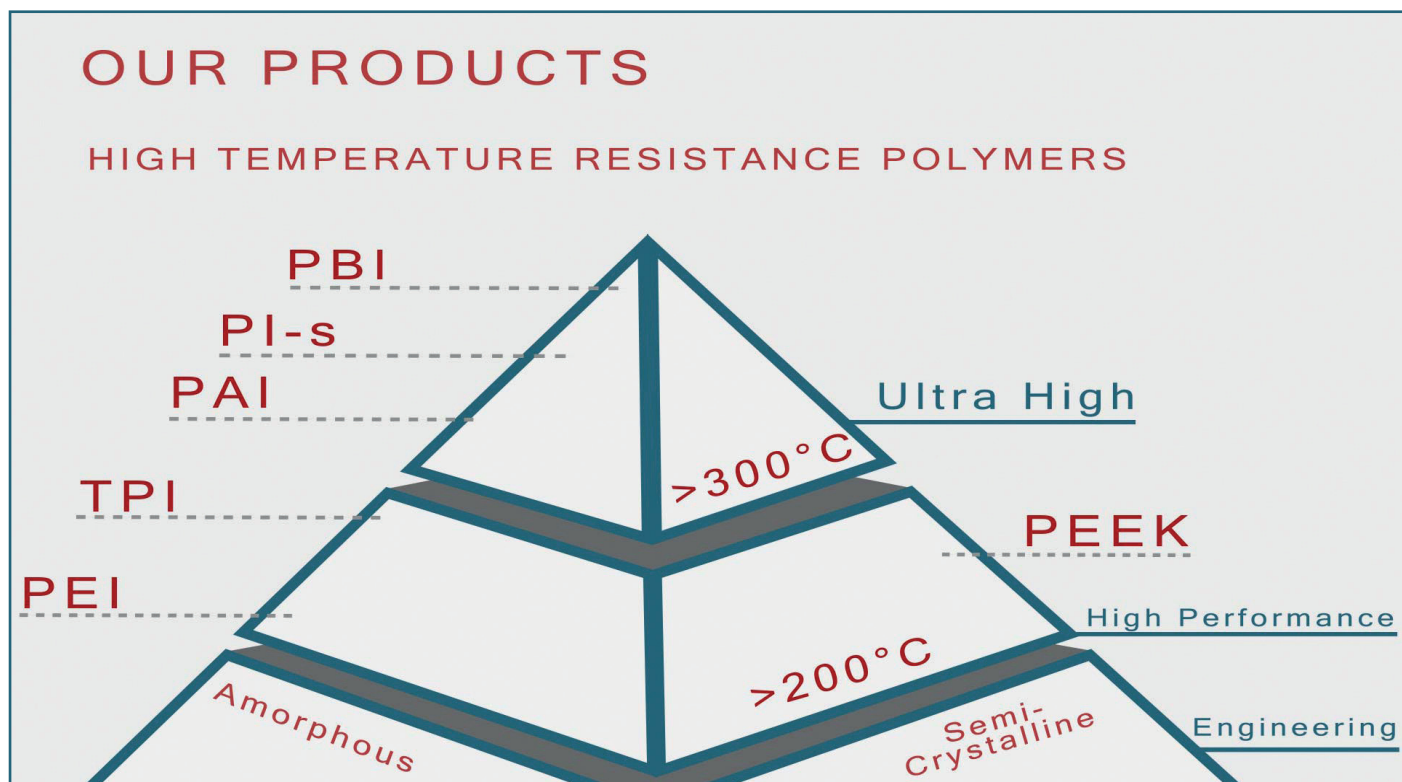 OUR PRODUCTS
HIGH TEMPERATURE RESISTANCE POLYMERS
PBI
PI-s
PAI
Ultra High
>300°C
TPI
PEEK
PEI
High Performance
>200°C
Amorphous
Semi-
Crystalline
Engineering